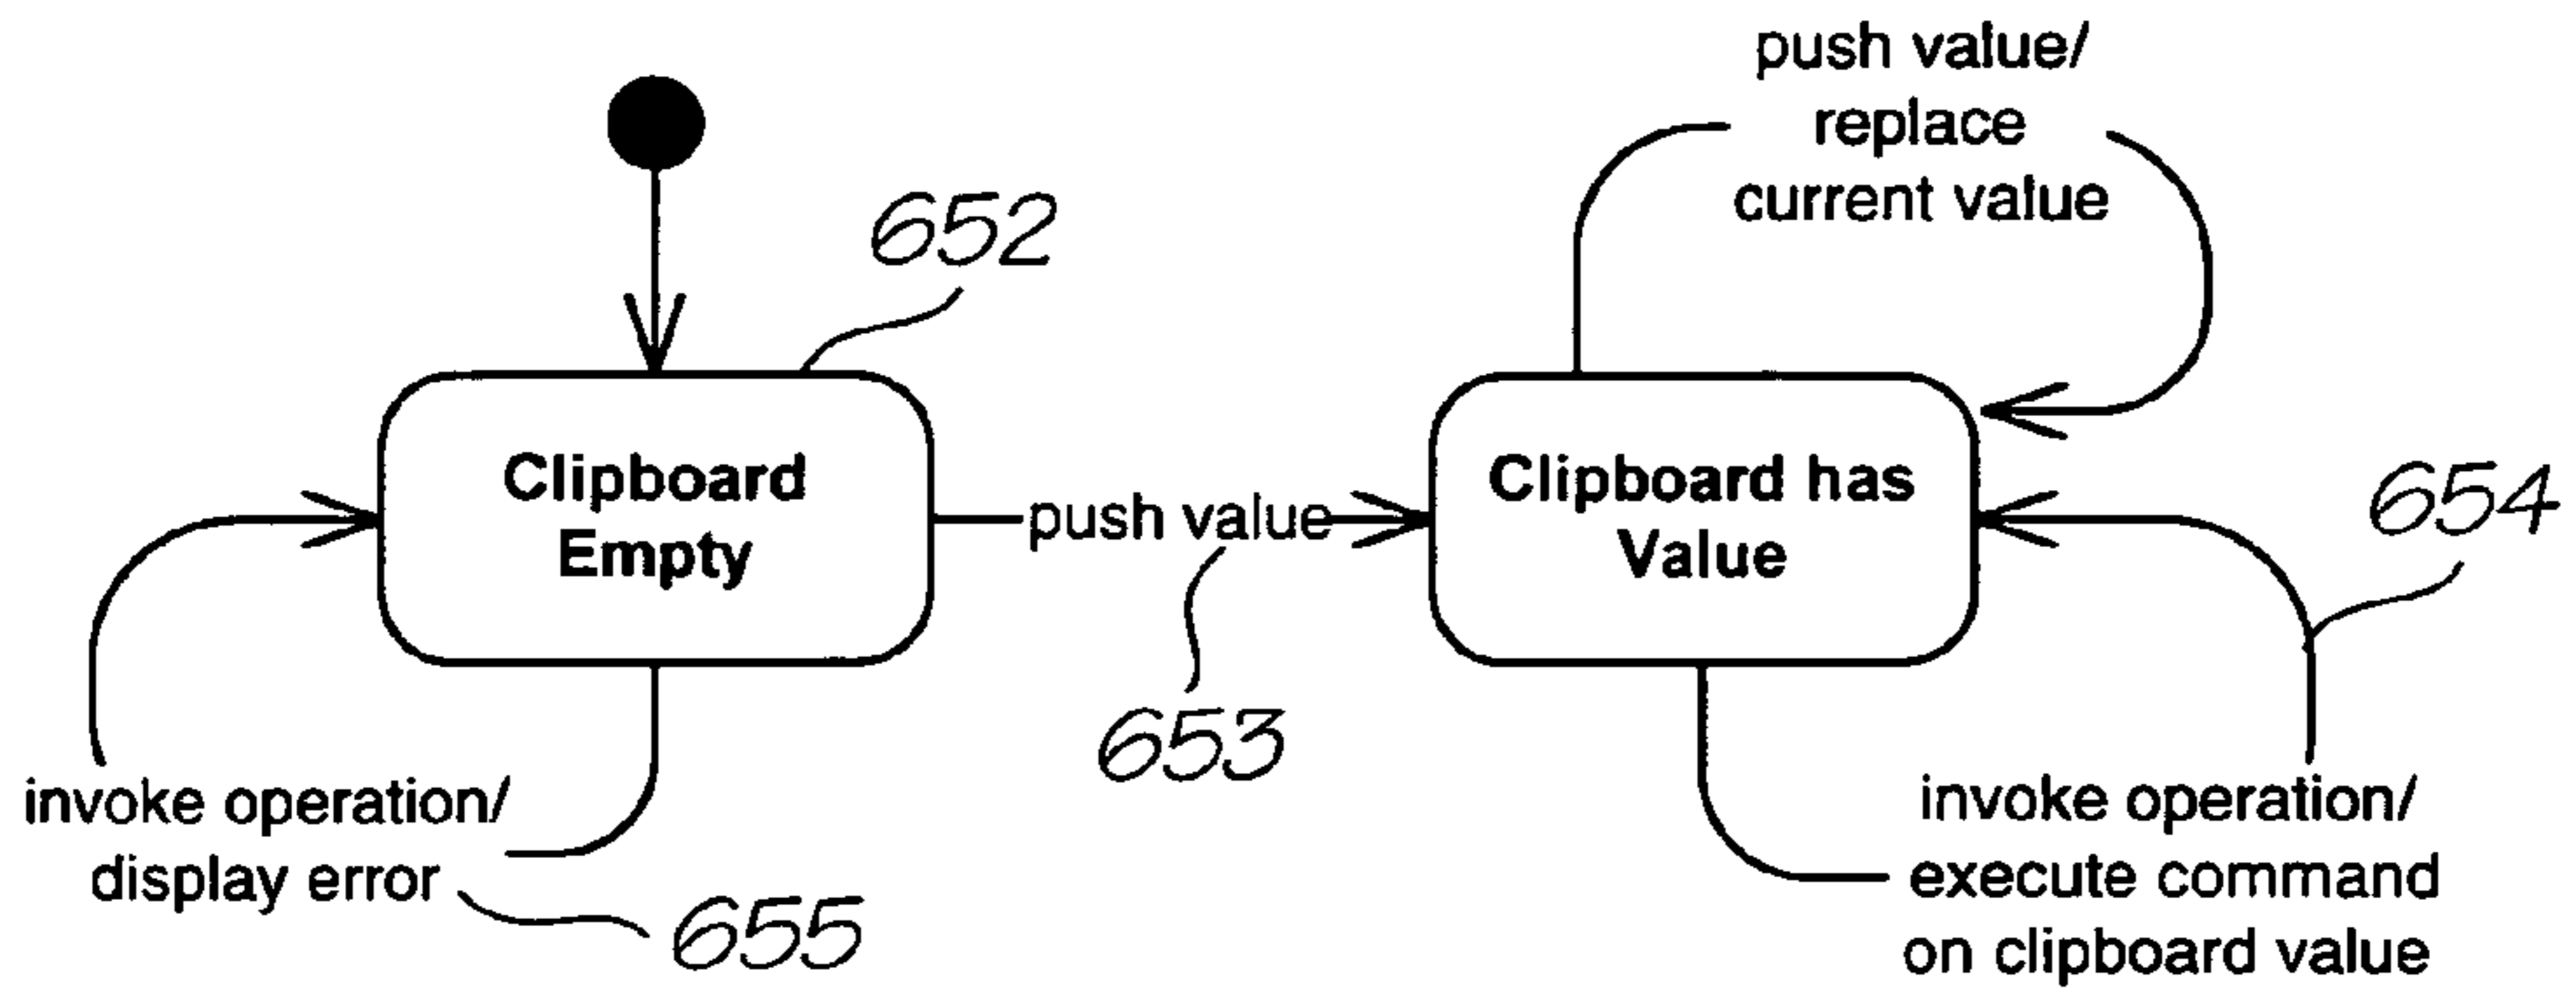 push value/
replace
current value
652
Clipboard
Empty
push value
Clipboard has
Value
654
653
invoke operation/
display error
655
invoke operation/
execute command
on clipboard value